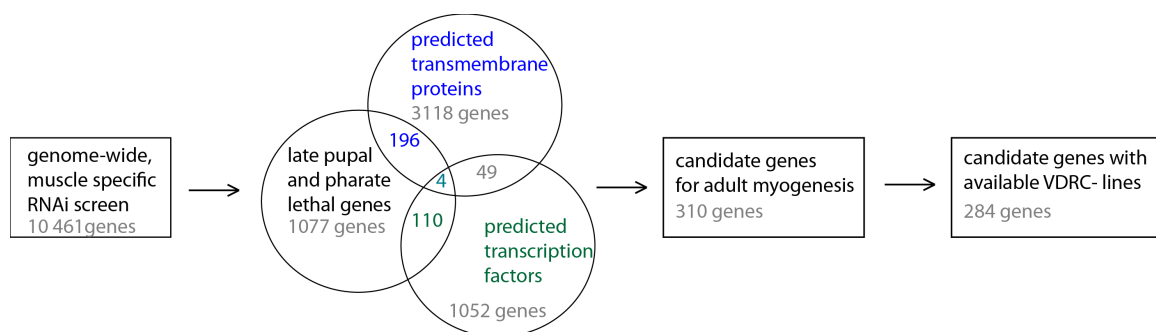 genome-wide,
muscle specific
RNAi screen
10 461genes
late pupal
and pharate
lethal genes
1077 genes
predicted
transmembrane
proteins
3118 genes
196
4
49
110
predicted
transcription
factors
1052 genes
candidate genes
for adult myogenesis
310 genes
candidate genes with
available VDRC- lines
284 genes